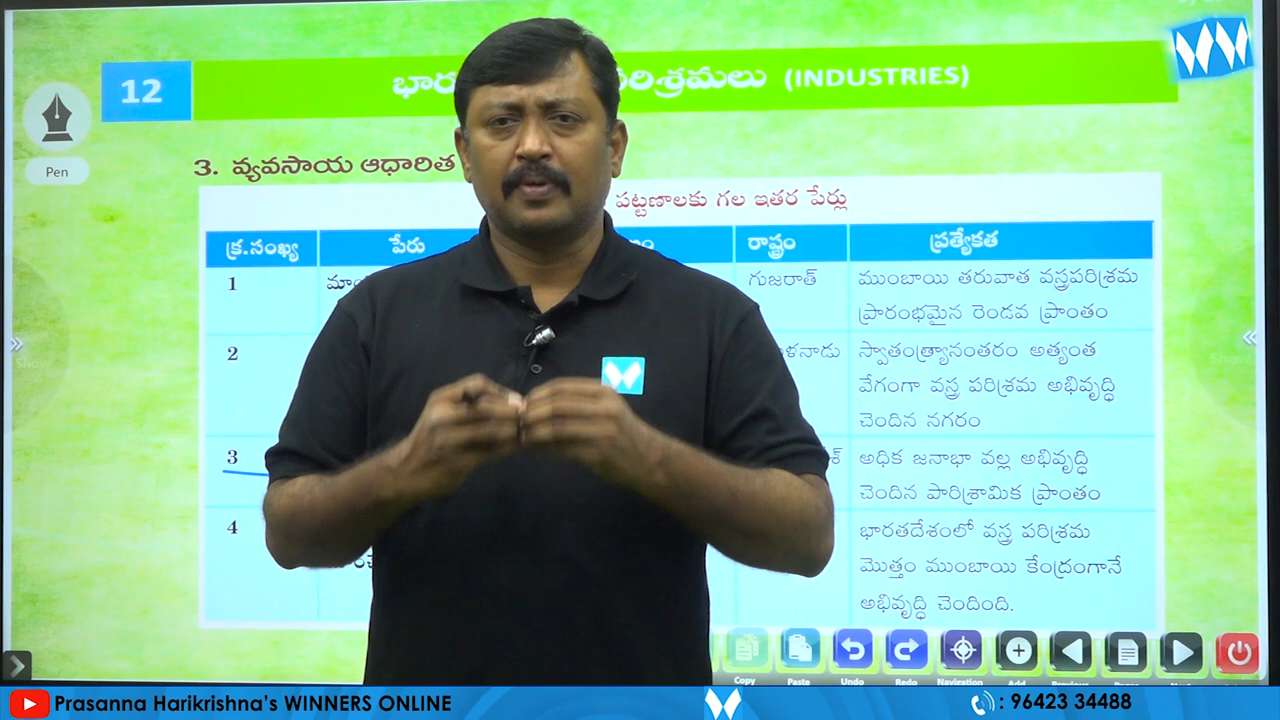 12
పరిశ్రమలు (INDUSTRIES)
Pen
3. వ్యవసాయ ఆధారిత
పట్టణాలకు గల ఇతర పేర్లు
క్ర.సంఖ్య పేరు రాష్ట్రం ప్రత్యేకత
1 గుజరాత్ ముంబాయి తరువాత వస్త్రపరిశ్రమ
ప్రారంభమైన రెండవ ప్రాంతం
2 స్వాతంత్ర్యానంతరం అత్యంత
వేగంగా వస్త్ర పరిశ్రమ అభివృద్ధి
చెందిన నగరం
3 అధిక జనాభా వల్ల అభివృద్ధి
చెందిన పారిశ్రామిక ప్రాంతం
4 భారతదేశంలో వస్త్ర పరిశ్రమ
మొత్తం ముంబాయి కేంద్రంగానే
అభివృద్ధి చెందింది.
Copy Paste Undo Redo Navigation Add
Prasanna Harikrishna's WINNERS ONLINE
: 96423 34488